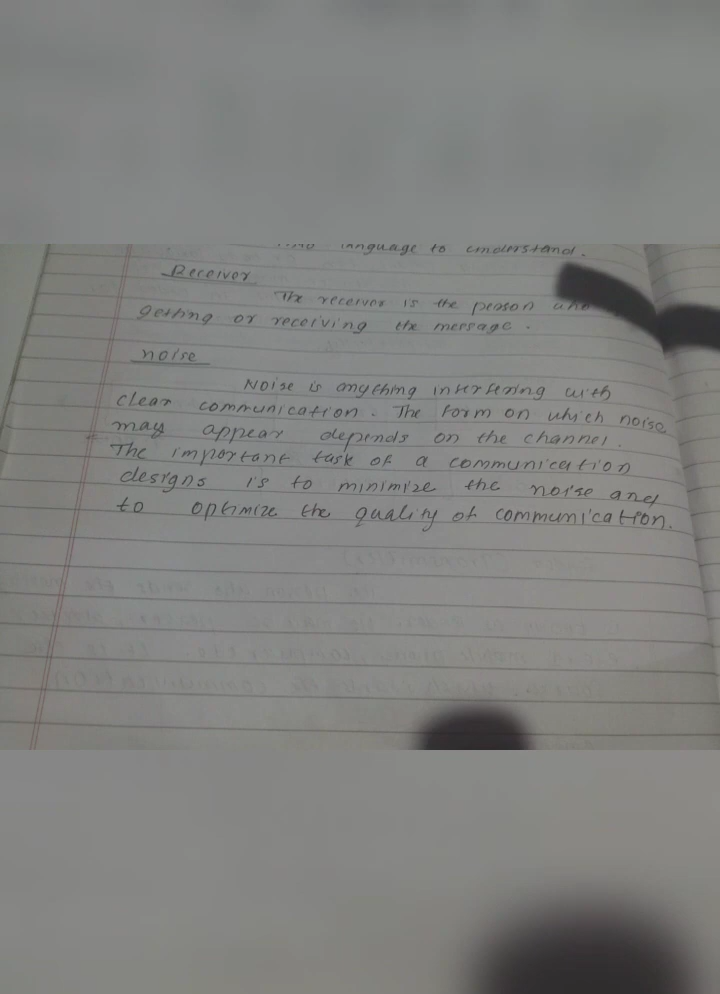 language to understand.
Receiver
The receiver is the person who
getting or receiving the message.
Noise
Noise is anything interfering with
clear communication. The form on which noise
may appear depends on the channel.
The important task of a communication
designs is to minimize the noise and
to optimize the quality of communication.